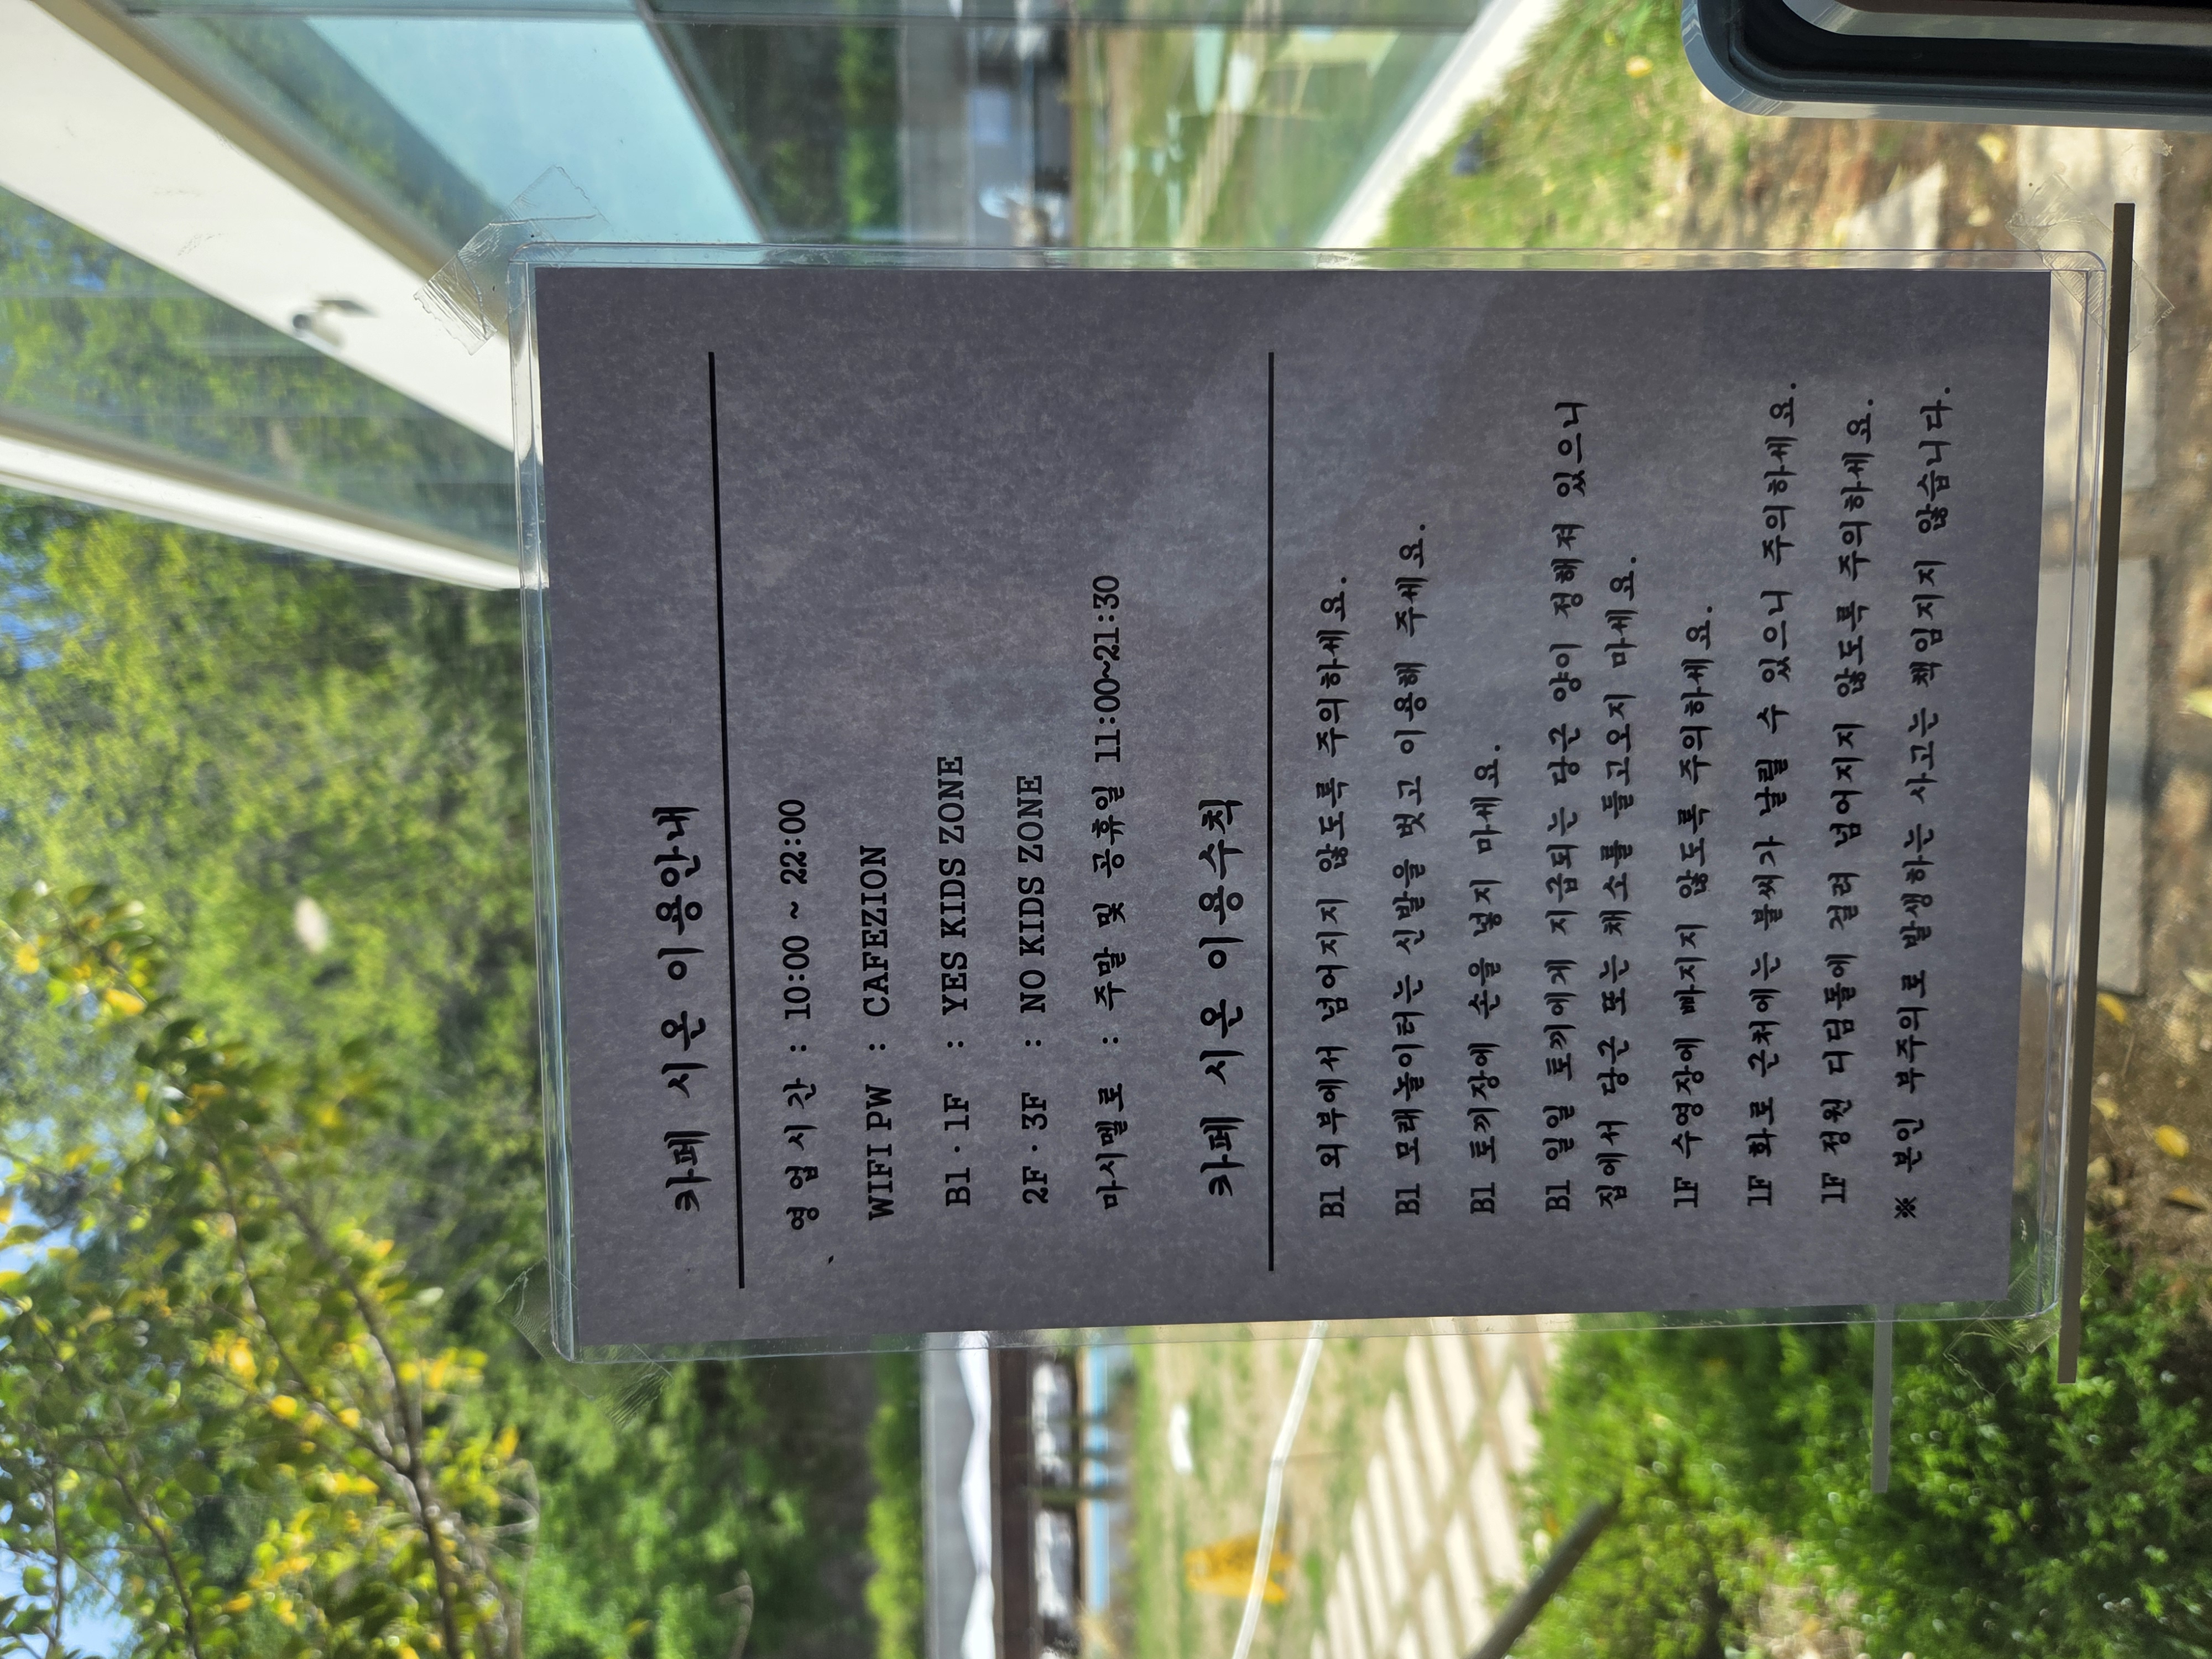 카페 시온 이용안내
영업시간 : 10:00 ~ 22:00
WIFI PW : CAFEZION
B1 · 1F : YES KIDS ZONE
2F · 3F : NO KIDS ZONE
마시멜로 : 주말 및 공휴일 11:00~21:30
카페 시온 이용수칙
B1 외부에서 넘어지지 않도록 주의하세요.
B1 모래놀이터는 신발을 벗고 이용해 주세요.
B1 토끼장에 손을 넣지 마세요.
B1 일일 토끼에게 지급되는 당근 양이 정해져 있으니
집에서 당근 또는 채소를 들고오지 마세요.
1F 수영장에 빠지지 않도록 주의하세요.
1F 화로 근처에는 불씨가 날릴 수 있으니 주의하세요.
1F 정원 디딤돌에 걸려 넘어지지 않도록 주의하세요.
※ 본인 부주의로 발생하는 사고는 책임지지 않습니다.